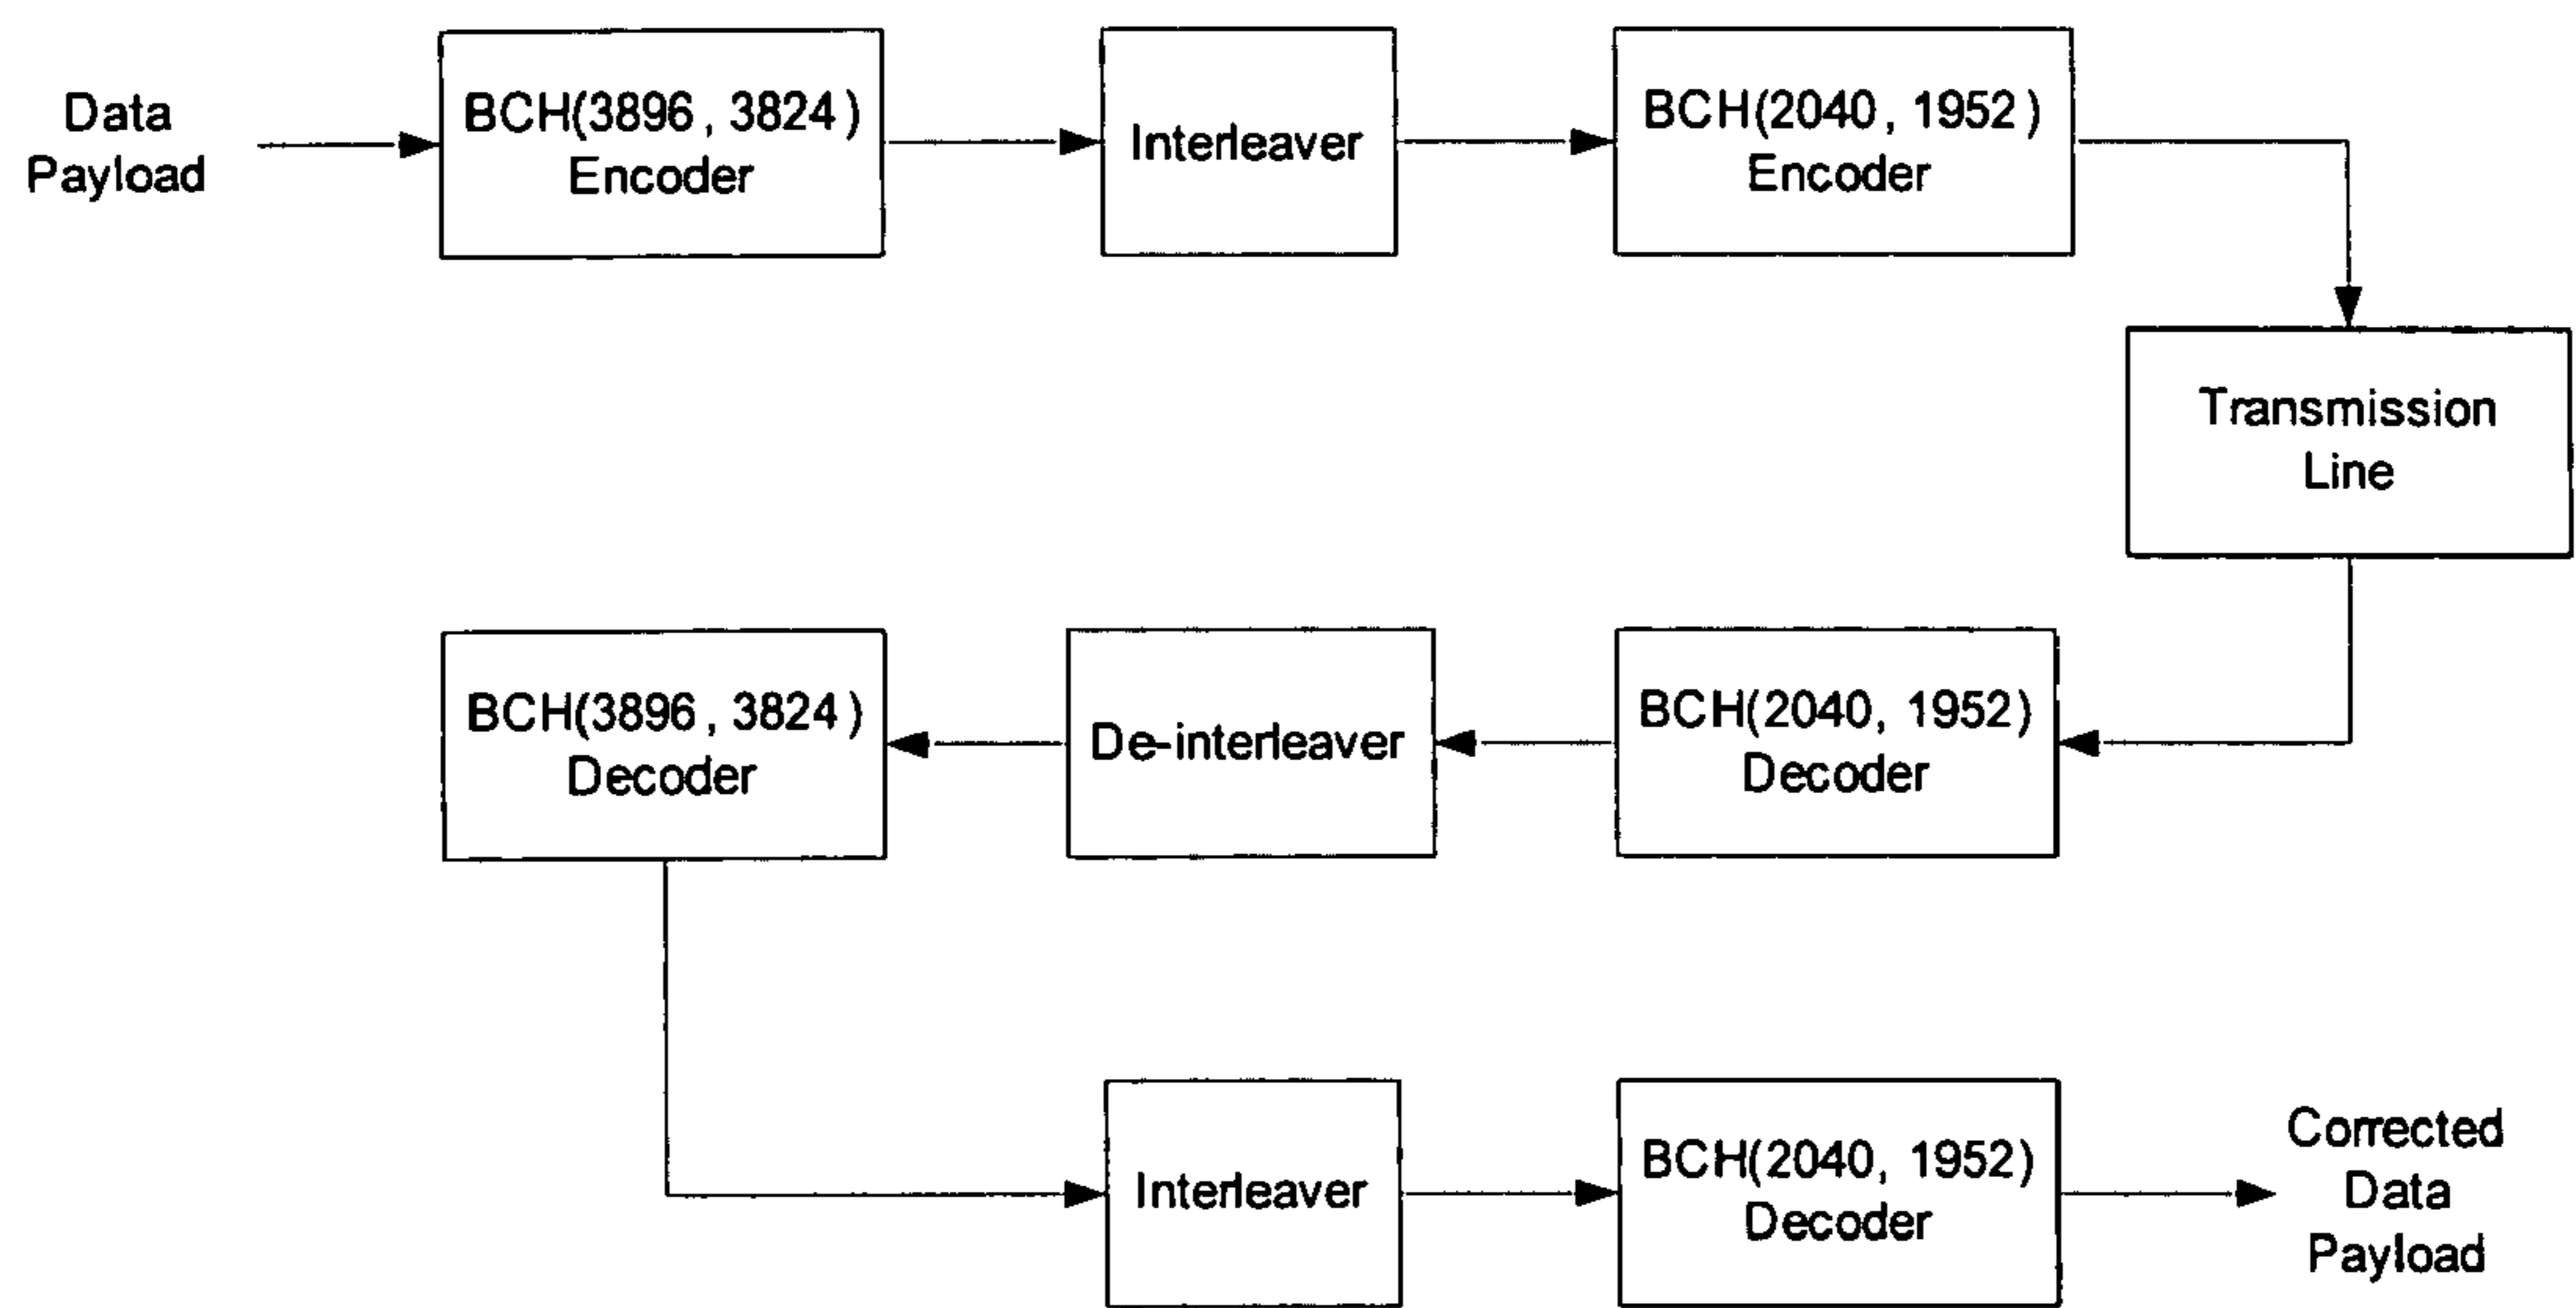 Data
Payload
BCH(3896, 3824)
Encoder
Interleaver
BCH(2040, 1952)
Encoder
Transmission
Line
BCH(3896, 3824)
Decoder
De-interleaver
BCH(2040, 1952)
Decoder
Interleaver
BCH(2040, 1952)
Decoder
Corrected
Data
Payload